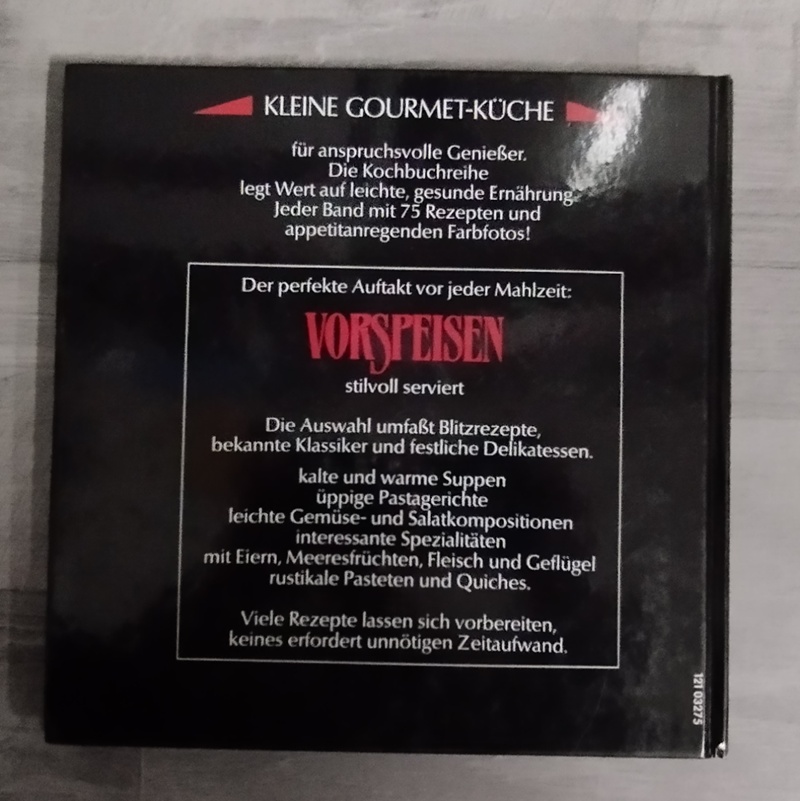 KLEINE GOURMET-KÜCHE
für anspruchsvolle Genießer.
Die Kochbuchreihe
legt Wert auf leichte, gesunde Ernährung.
Jeder Band mit 75 Rezepten und
appetitanregenden Farbfotos!
Der perfekte Auftakt vor jeder Mahlzeit:
VORSPEISEN
stilvoll serviert
Die Auswahl umfaßt Blitzrezepte,
bekannte Klassiker und festliche Delikatessen.
kalte und warme Suppen
üppige Pastagerichte
leichte Gemüse- und Salatkompositionen
interessante Spezialitäten
mit Eiern, Meeresfrüchten, Fleisch und Geflügel
rustikale Pasteten und Quiches.
Viele Rezepte lassen sich vorbereiten,
keines erfordert unnötigen Zeitaufwand.
121 03275